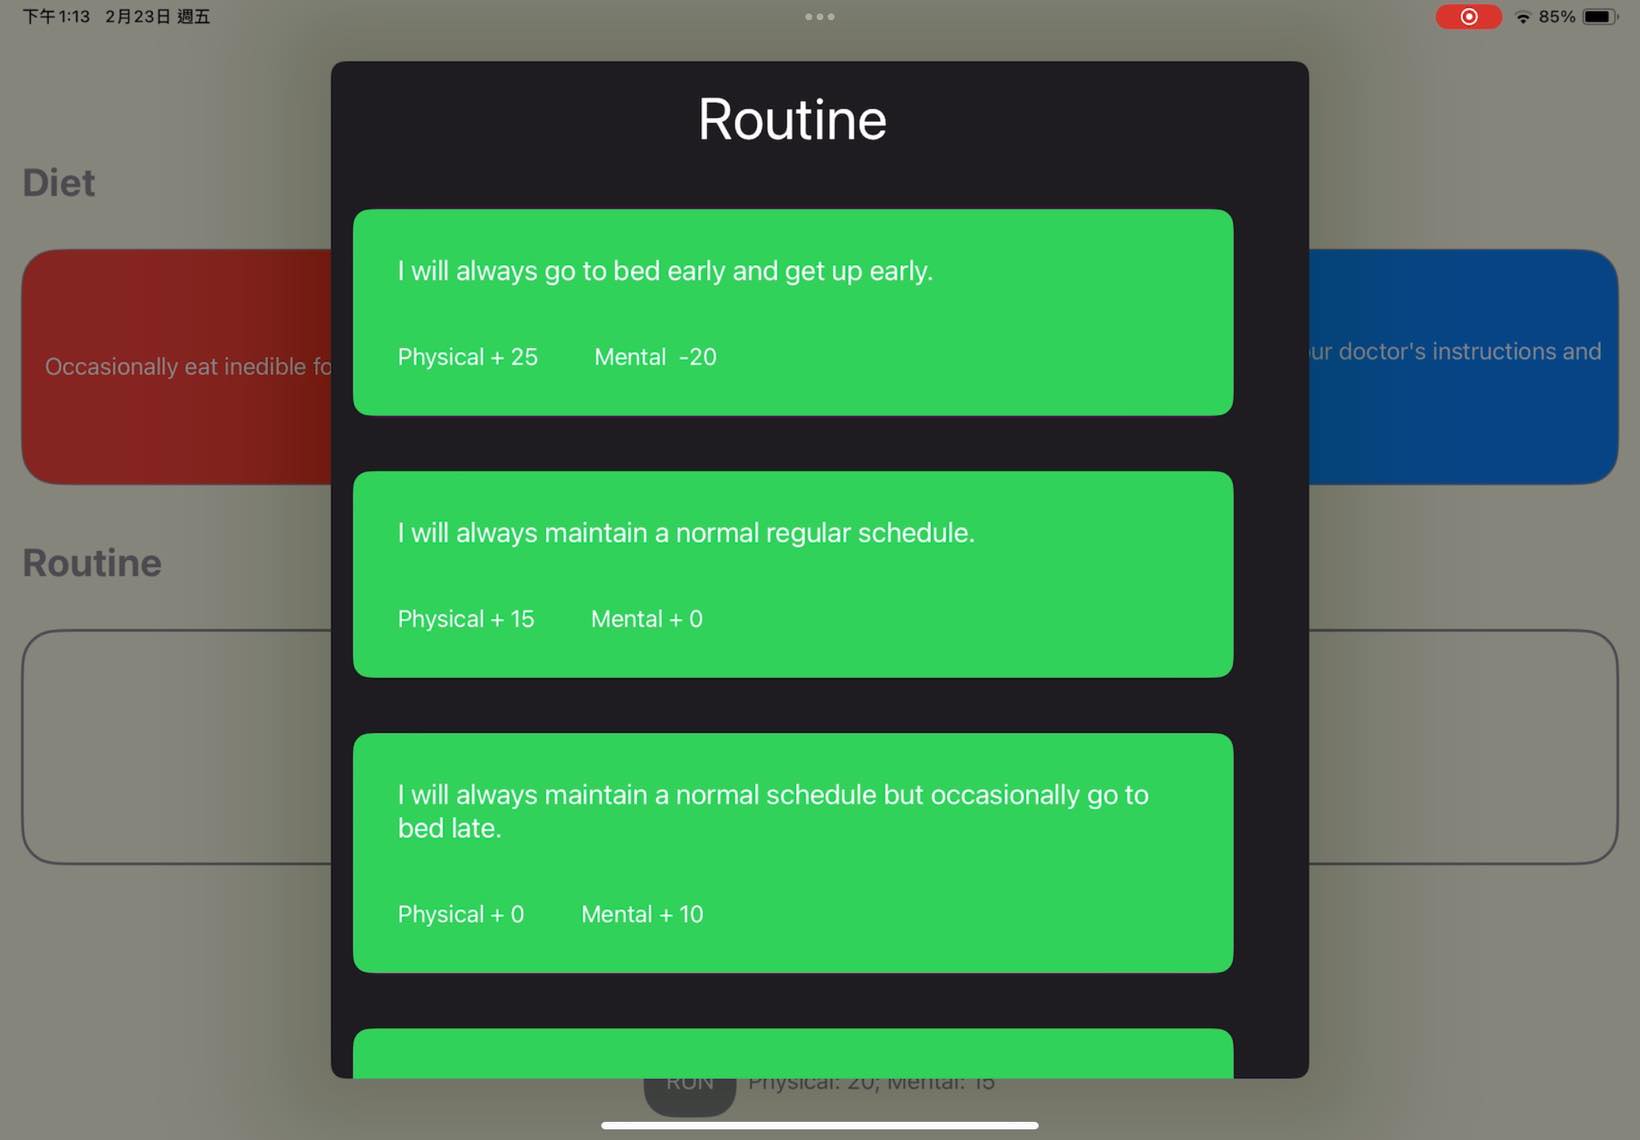 下午1:13 2月23日 週五
85%
Routine
Diet
I will always go to bed early and get up early.
Physical + 25 Mental -20
Occasionally eat inedible fo
ur doctor's instructions and
I will always maintain a normal regular schedule.
Physical + 15 Mental + 0
Routine
I will always maintain a normal schedule but occasionally go to
bed late.
Physical + 0 Mental + 10
RUN Physical: 20; Mental: 15